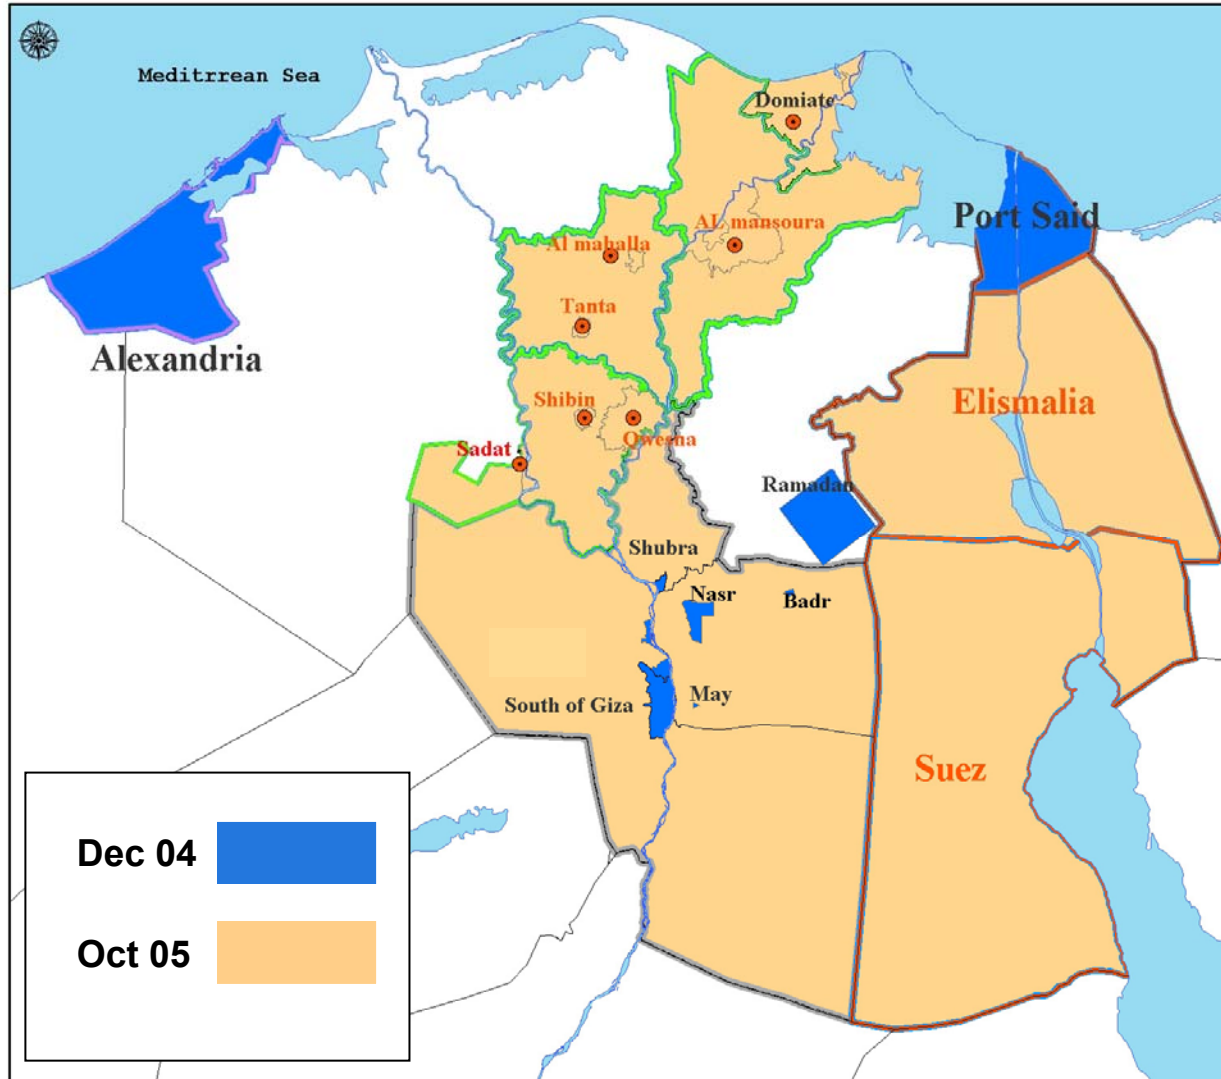 Meditrrean Sea
Domiate
Port Said
AL mansoura
Al mahalla
Tanta
Alexandria
Elismalia
Shibin
Qwesna
Sadat
Ramadan
Shubra
Nasr
Badr
May
South of Giza
Suez
Dec 04
Oct 05